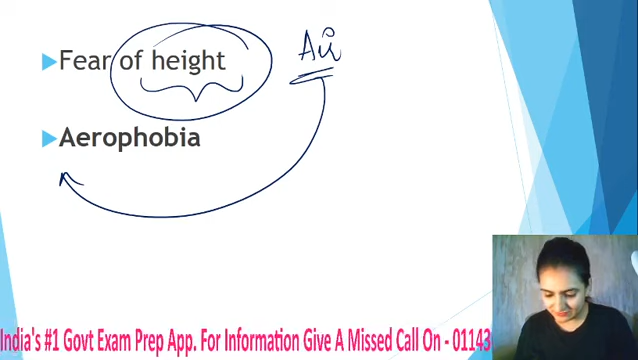 Fear of height
Air
Aerophobia
India's #1 Govt Exam Prep App. For Information Give A Missed Call On - 01143